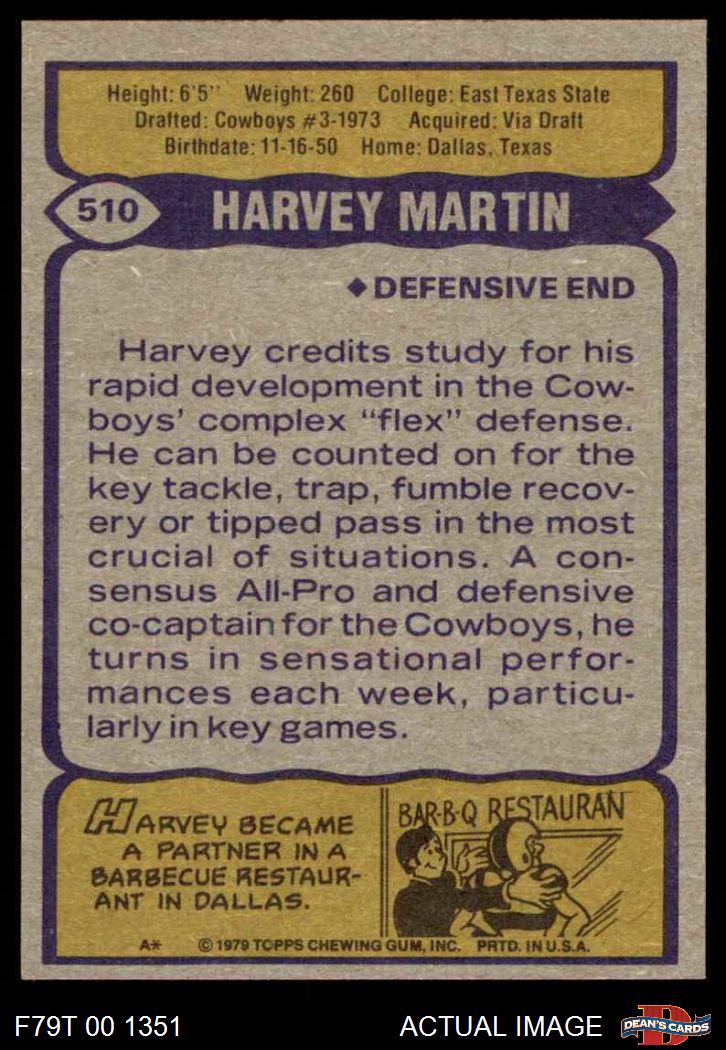 Height: 6'5" Weight: 260 College: East Texas State
Drafted: Cowboys #3-1973 Acquired: Via Draft
Birthdate: 11-16-50 Home: Dallas, Texas
510 HARVEY MARTIN
◆ DEFENSIVE END
Harvey credits study for his
rapid development in the Cow-
boys' complex "flex" defense.
He can be counted on for the
key tackle, trap, fumble recov-
ery or tipped pass in the most
crucial of situations. A con-
sensus All-Pro and defensive
co-captain for the Cowboys, he
turns in sensational perfor-
mances each week, particu-
larly in key games.
HARVEY BECAME
A PARTNER IN A
BARBECUE RESTAUR-
ANT IN DALLAS.
BAR-B-Q RESTAURAN
A* © 1979 TOPPS CHEWING GUM, INC. PRTD. IN U.S.A.
F79T 00 1351 ACTUAL IMAGE D DEAN'S CARDS